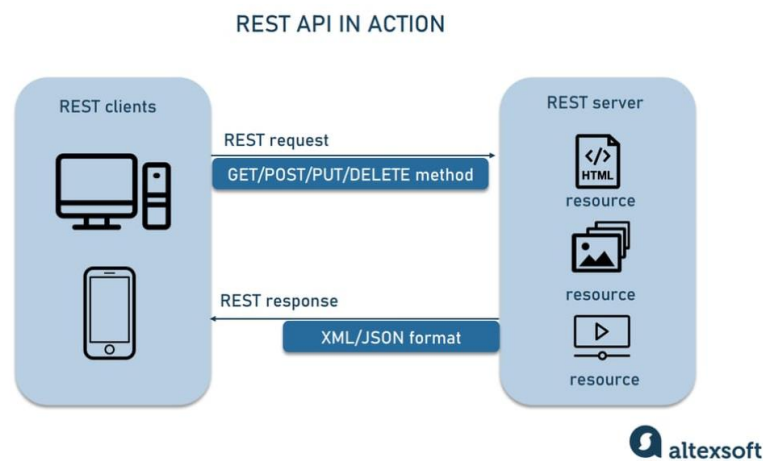 REST API IN ACTION
REST clients
REST request
GET/POST/PUT/DELETE method
REST response
XML/JSON format
REST server
</>
HTML
resource
resource
resource
altexsoft